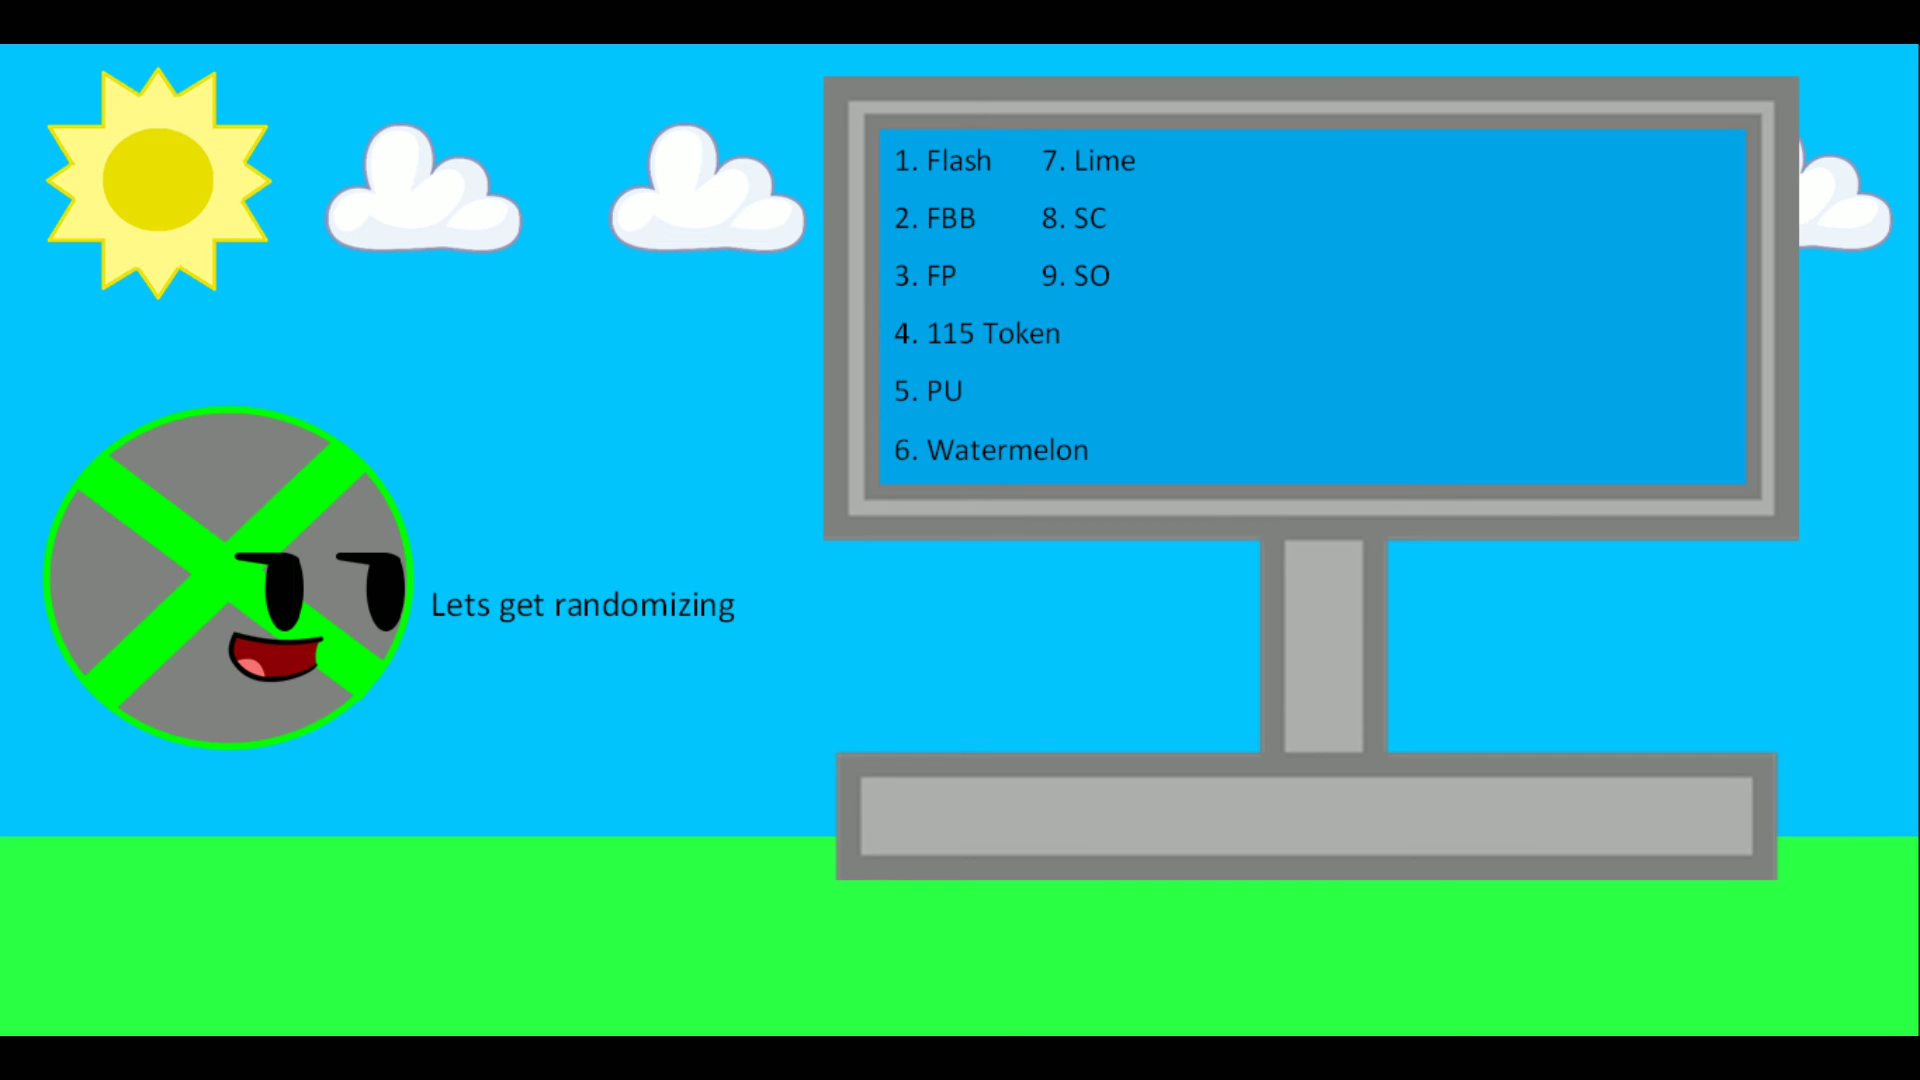 1. Flash
2. FBB
3. FP
4. 115 Token
5. PU
6. Watermelon
7. Lime
8. SC
9. SO
Lets get randomizing